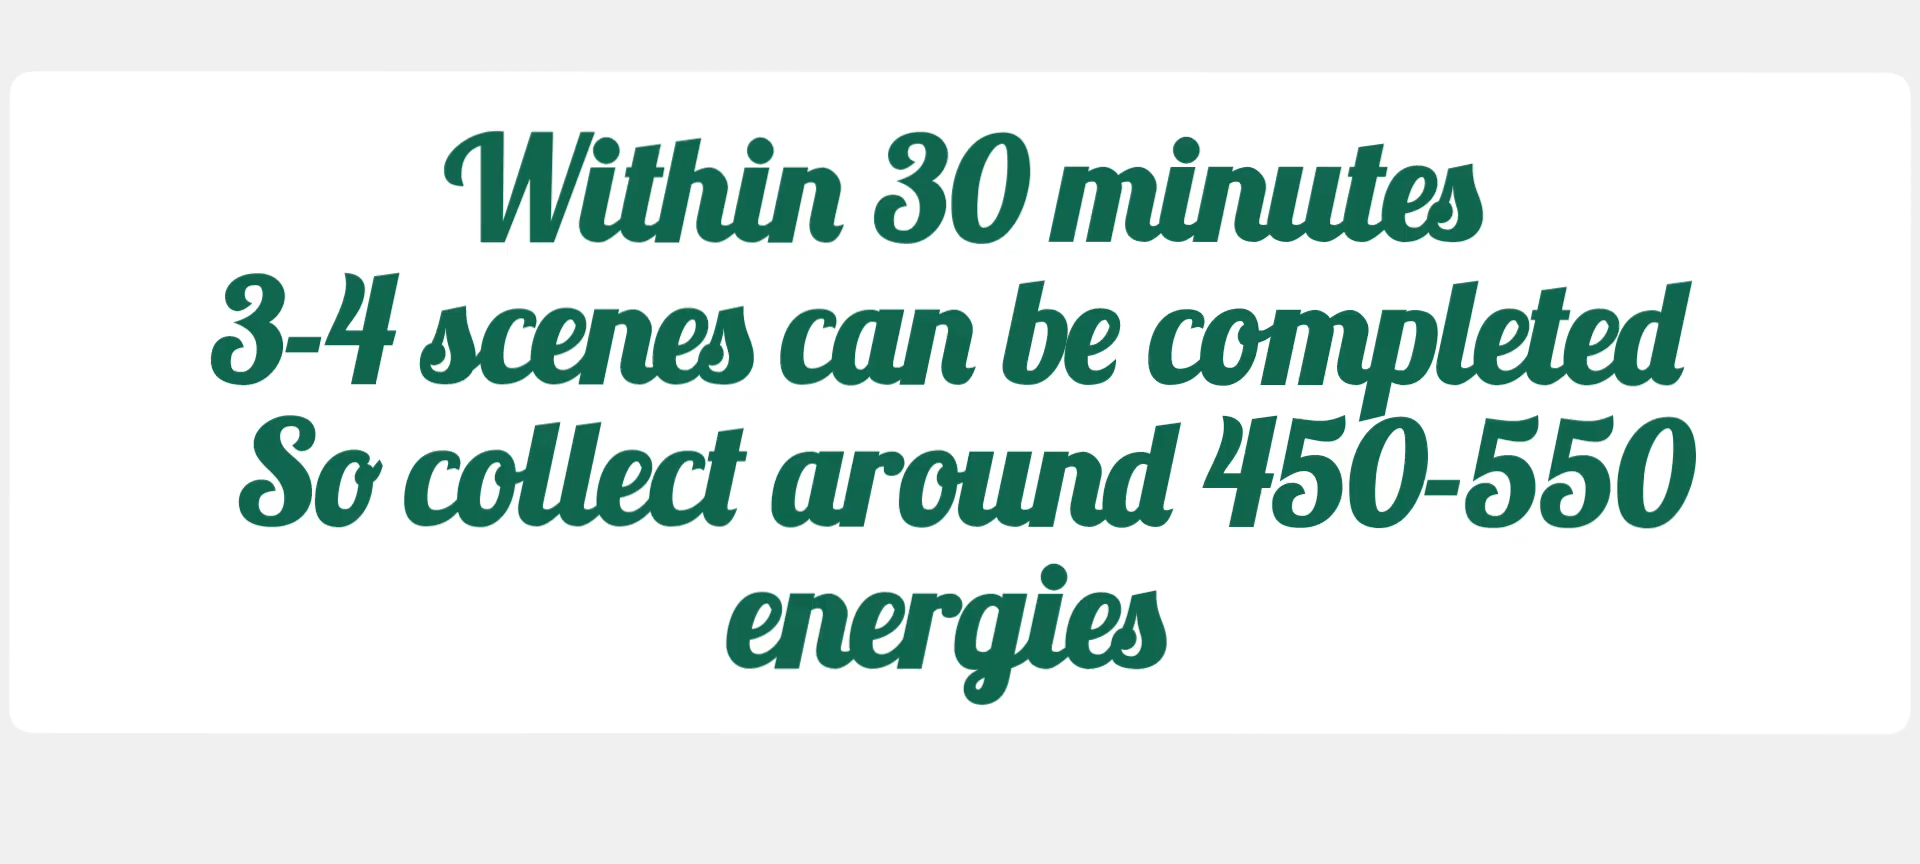 Within 30 minutes
3-4 scenes can be completed
So collect around 450-550
energies